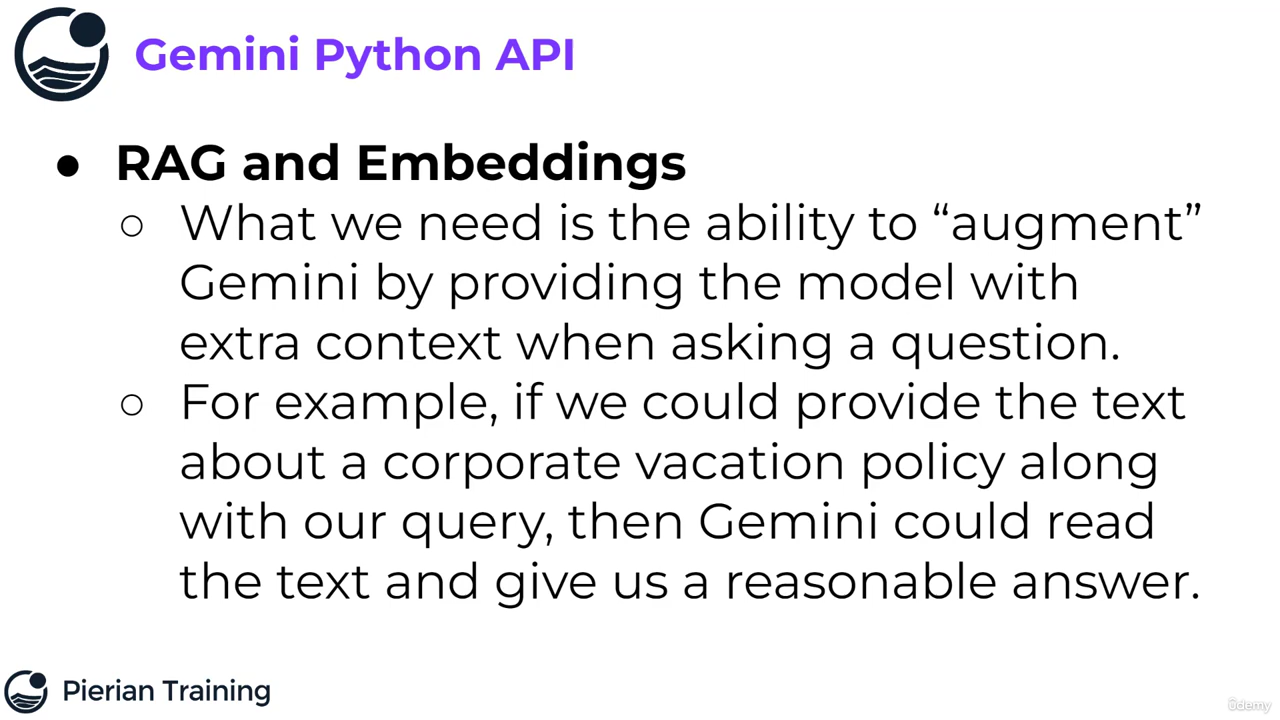 Gemini Python API
● RAG and Embeddings
○ What we need is the ability to “augment”
Gemini by providing the model with
extra context when asking a question.
○ For example, if we could provide the text
about a corporate vacation policy along
with our query, then Gemini could read
the text and give us a reasonable answer.
Pierian Training
ûdemy